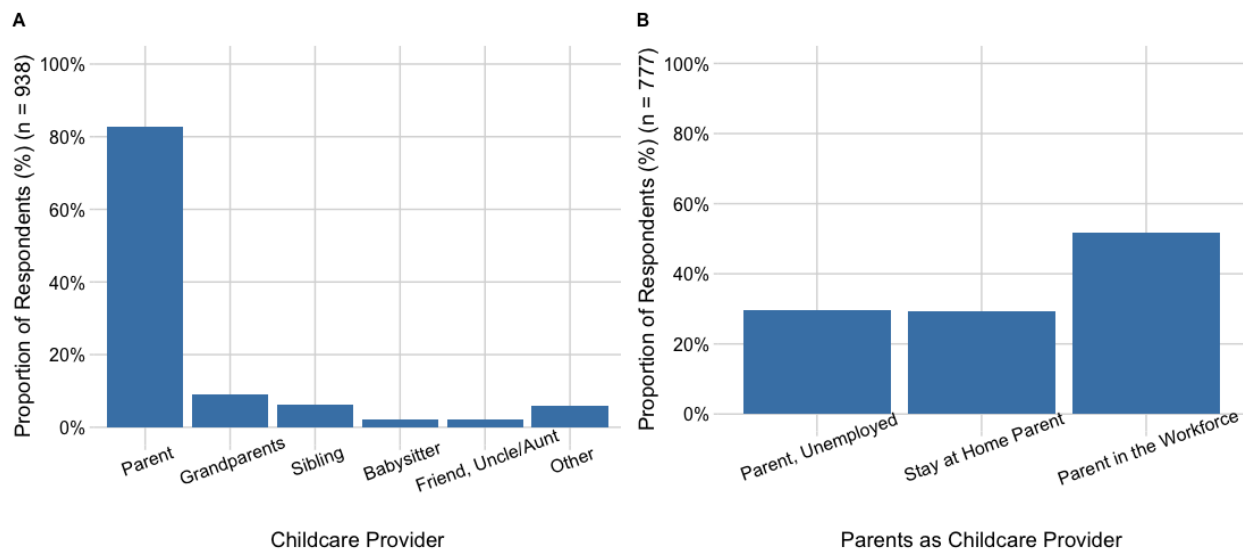 A
Proportion of Respondents (%) (n = 938)
100%
80%
60%
40%
20%
0%
Parent
Grandparents
Sibling
Babysitter
Friend, Uncle/Aunt
Other
Childcare Provider
B
Proportion of Respondents (%) (n = 777)
100%
80%
60%
40%
20%
0%
Parent, Unemployed
Stay at Home Parent
Parent in the Workforce
Parents as Childcare Provider